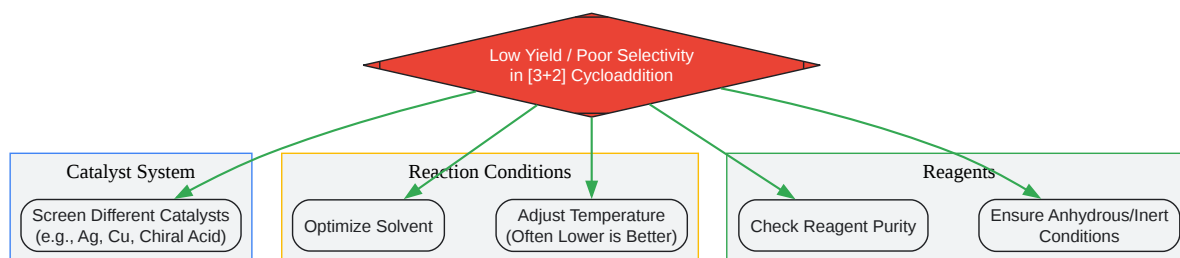 Low Yield / Poor Selectivity
in [3+2] Cycloaddition
Catalyst System
Screen Different Catalysts
(e.g., Ag, Cu, Chiral Acid)
Reaction Conditions
Optimize Solvent
Adjust Temperature
(Often Lower is Better)
Reagents
Check Reagent Purity
Ensure Anhydrous/Inert
Conditions